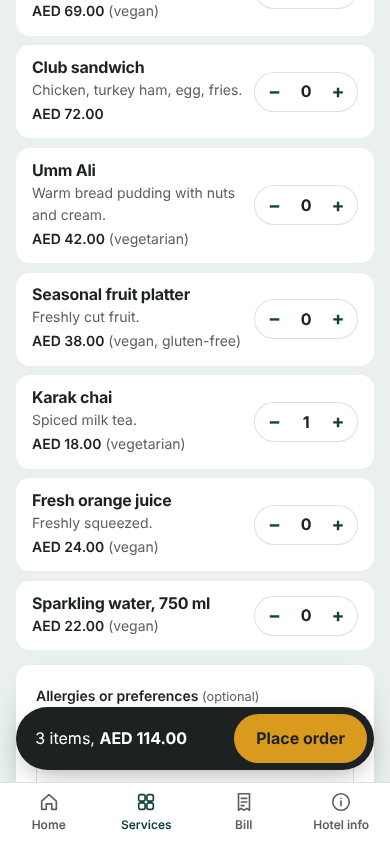 AED 69.00 (vegan)
Club sandwich
Chicken, turkey ham, egg, fries.
AED 72.00
− 0 +
Umm Ali
Warm bread pudding with nuts
and cream.
AED 42.00 (vegetarian)
− 0 +
Seasonal fruit platter
Freshly cut fruit.
AED 38.00 (vegan, gluten-free)
− 0 +
Karak chai
Spiced milk tea.
AED 18.00 (vegetarian)
− 1 +
Fresh orange juice
Freshly squeezed.
AED 24.00 (vegan)
− 0 +
Sparkling water, 750 ml
AED 22.00 (vegan)
− 0 +
Allergies or preferences (optional)
3 items, AED 114.00
Place order
Home
Services
Bill
Hotel info